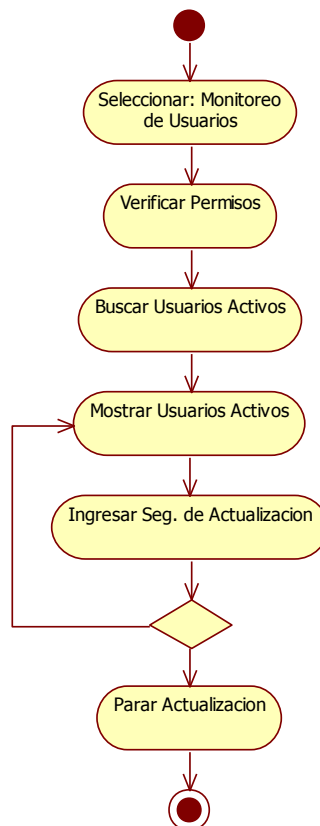 Seleccionar: Monitoreo
de Usuarios
Verificar Permisos
Buscar Usuarios Activos
Mostrar Usuarios Activos
Ingresar Seg. de Actualizacion
Parar Actualizacion